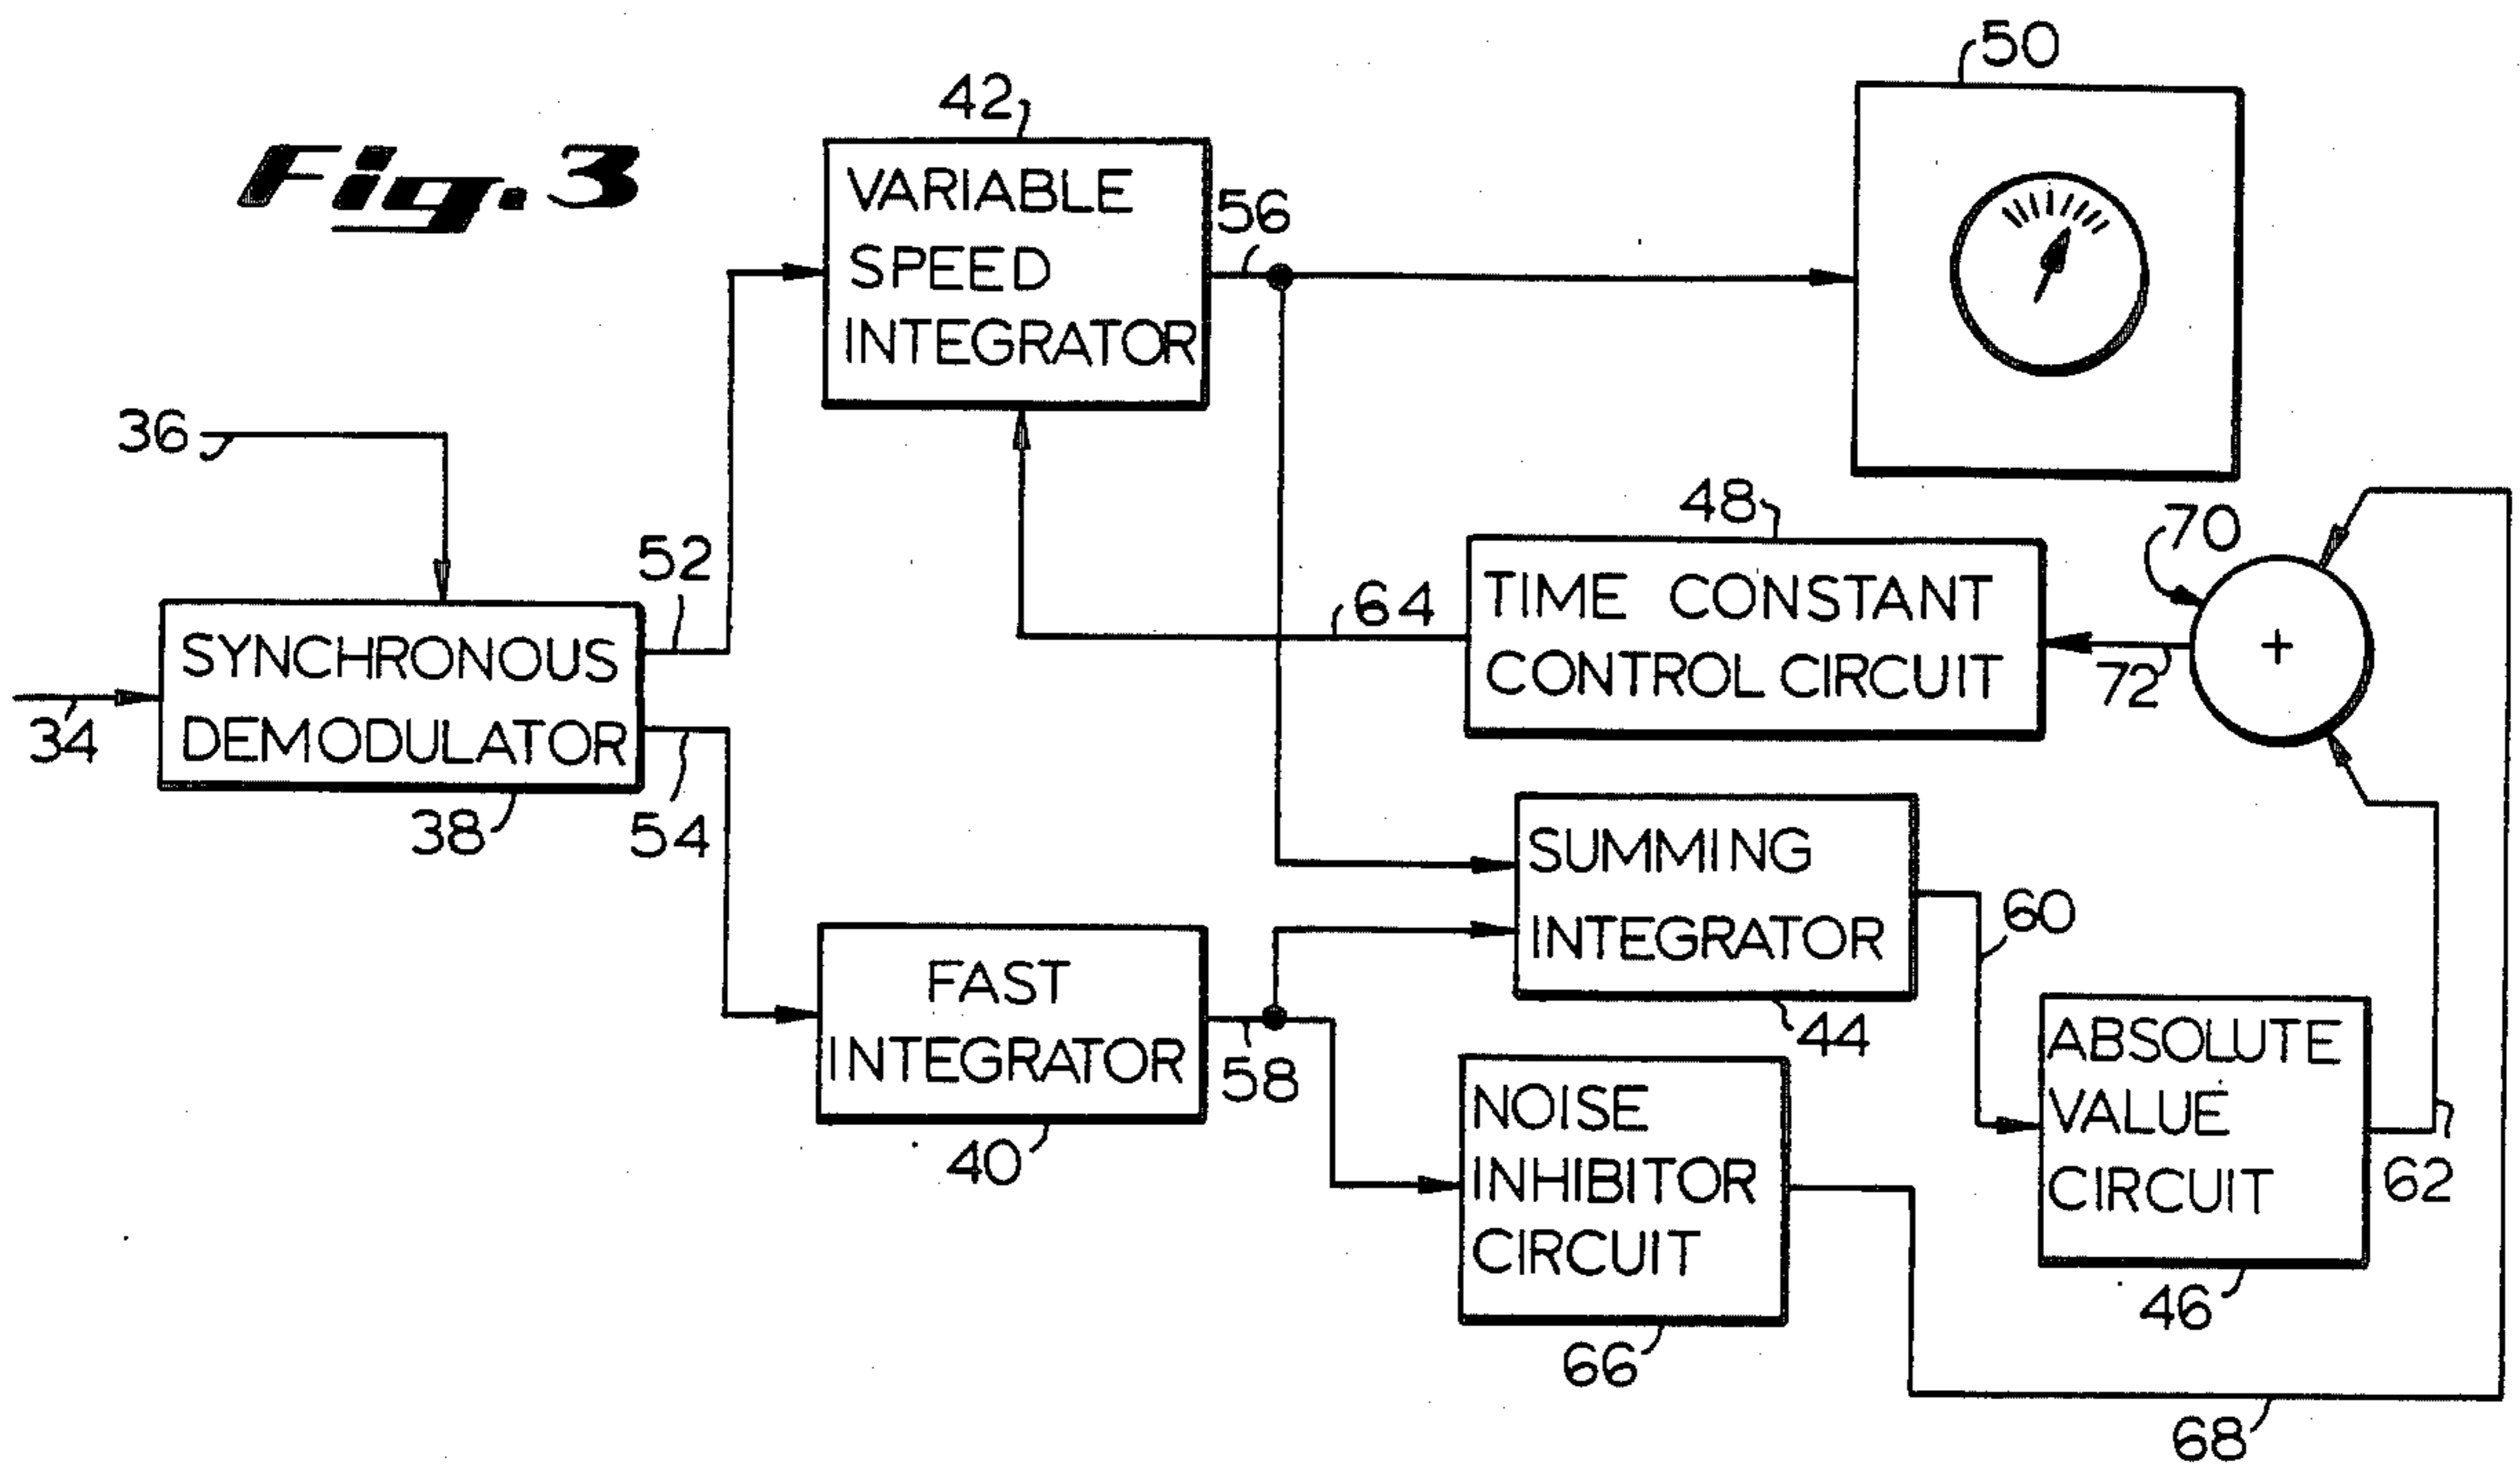 Fig. 3
50
42
VARIABLE
SPEED
INTEGRATOR
56
36
48
70
52
TIME CONSTANT
CONTROL CIRCUIT
64
+
72
SYNCHRONOUS
DEMODULATOR
34
38
54
SUMMING
INTEGRATOR
60
44
FAST
INTEGRATOR
58
40
NOISE
INHIBITOR
CIRCUIT
66
ABSOLUTE
VALUE
CIRCUIT
62
46
68